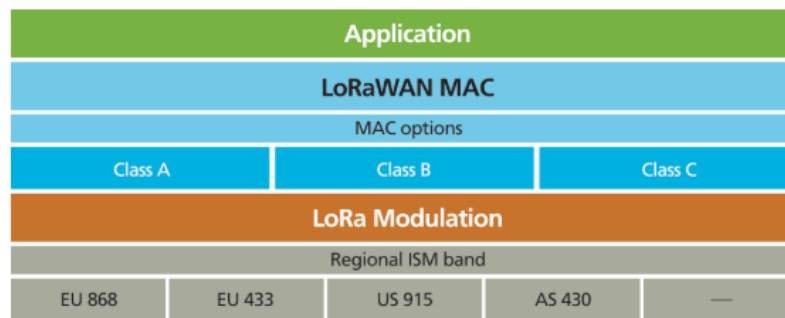 Application
LoRaWAN MAC
MAC options
Class A Class B Class C
LoRa Modulation
Regional ISM band
EU 868 EU 433 US 915 AS 430 —